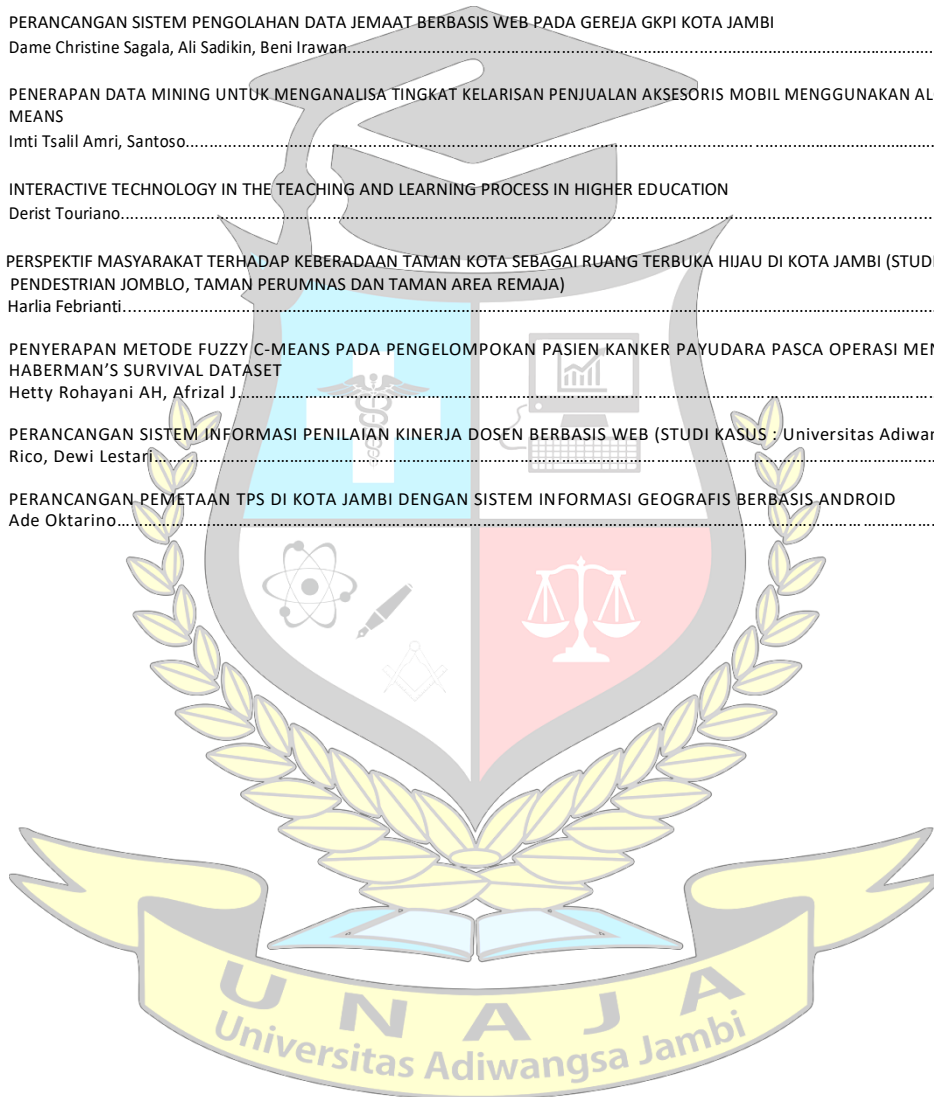 PERANCANGAN SISTEM PENGOLAHAN DATA JEMAAT BERBASIS WEB PADA GEREJA GKPI KOTA JAMBI
Dame Christine Sagala, Ali Sadikin, Beni Irawan
PENERAPAN DATA MINING UNTUK MENGANALISA TINGKAT KELARISAN PENJUALAN AKSESORIS MOBIL MENGGUNAKAN
MEANS
Imti Tsalil Amri, Santoso
INTERACTIVE TECHNOLOGY IN THE TEACHING AND LEARNING PROCESS IN HIGHER EDUCATION
Derist Touriano
PERSPEKTIF MASYARAKAT TERHADAP KEBERADAAN TAMAN KOTA SEBAGAI RUANG TERBUKA HIJAU DI KOTA JAMBI (STUDI
PENDESTRIAN JOMBLO, TAMAN PERUMNAS DAN TAMAN AREA REMAJA)
Harlia Febrianti
PENYERAPAN METODE FUZZY C-MEANS PADA PENGELOMPOKAN PASIEN KANKER PAYUDARA PASCA OPERASI
HABERMAN'S SURVIVAL DATASET
Hetty Rohayani AH, Afrizal J
PERANCANGAN SISTEM INFORMASI PENILAIAN KINERJA DOSEN BERBASIS WEB (STUDI KASUS : Universitas
Rico, Dewi Lestari
PERANCANGAN PEMETAAN TPS DI KOTA JAMBI DENGAN SISTEM INFORMASI GEOGRAFIS BERBASIS ANDROID
Ade Oktarino
UNAJA
Universitas Adiwangsa Jambi